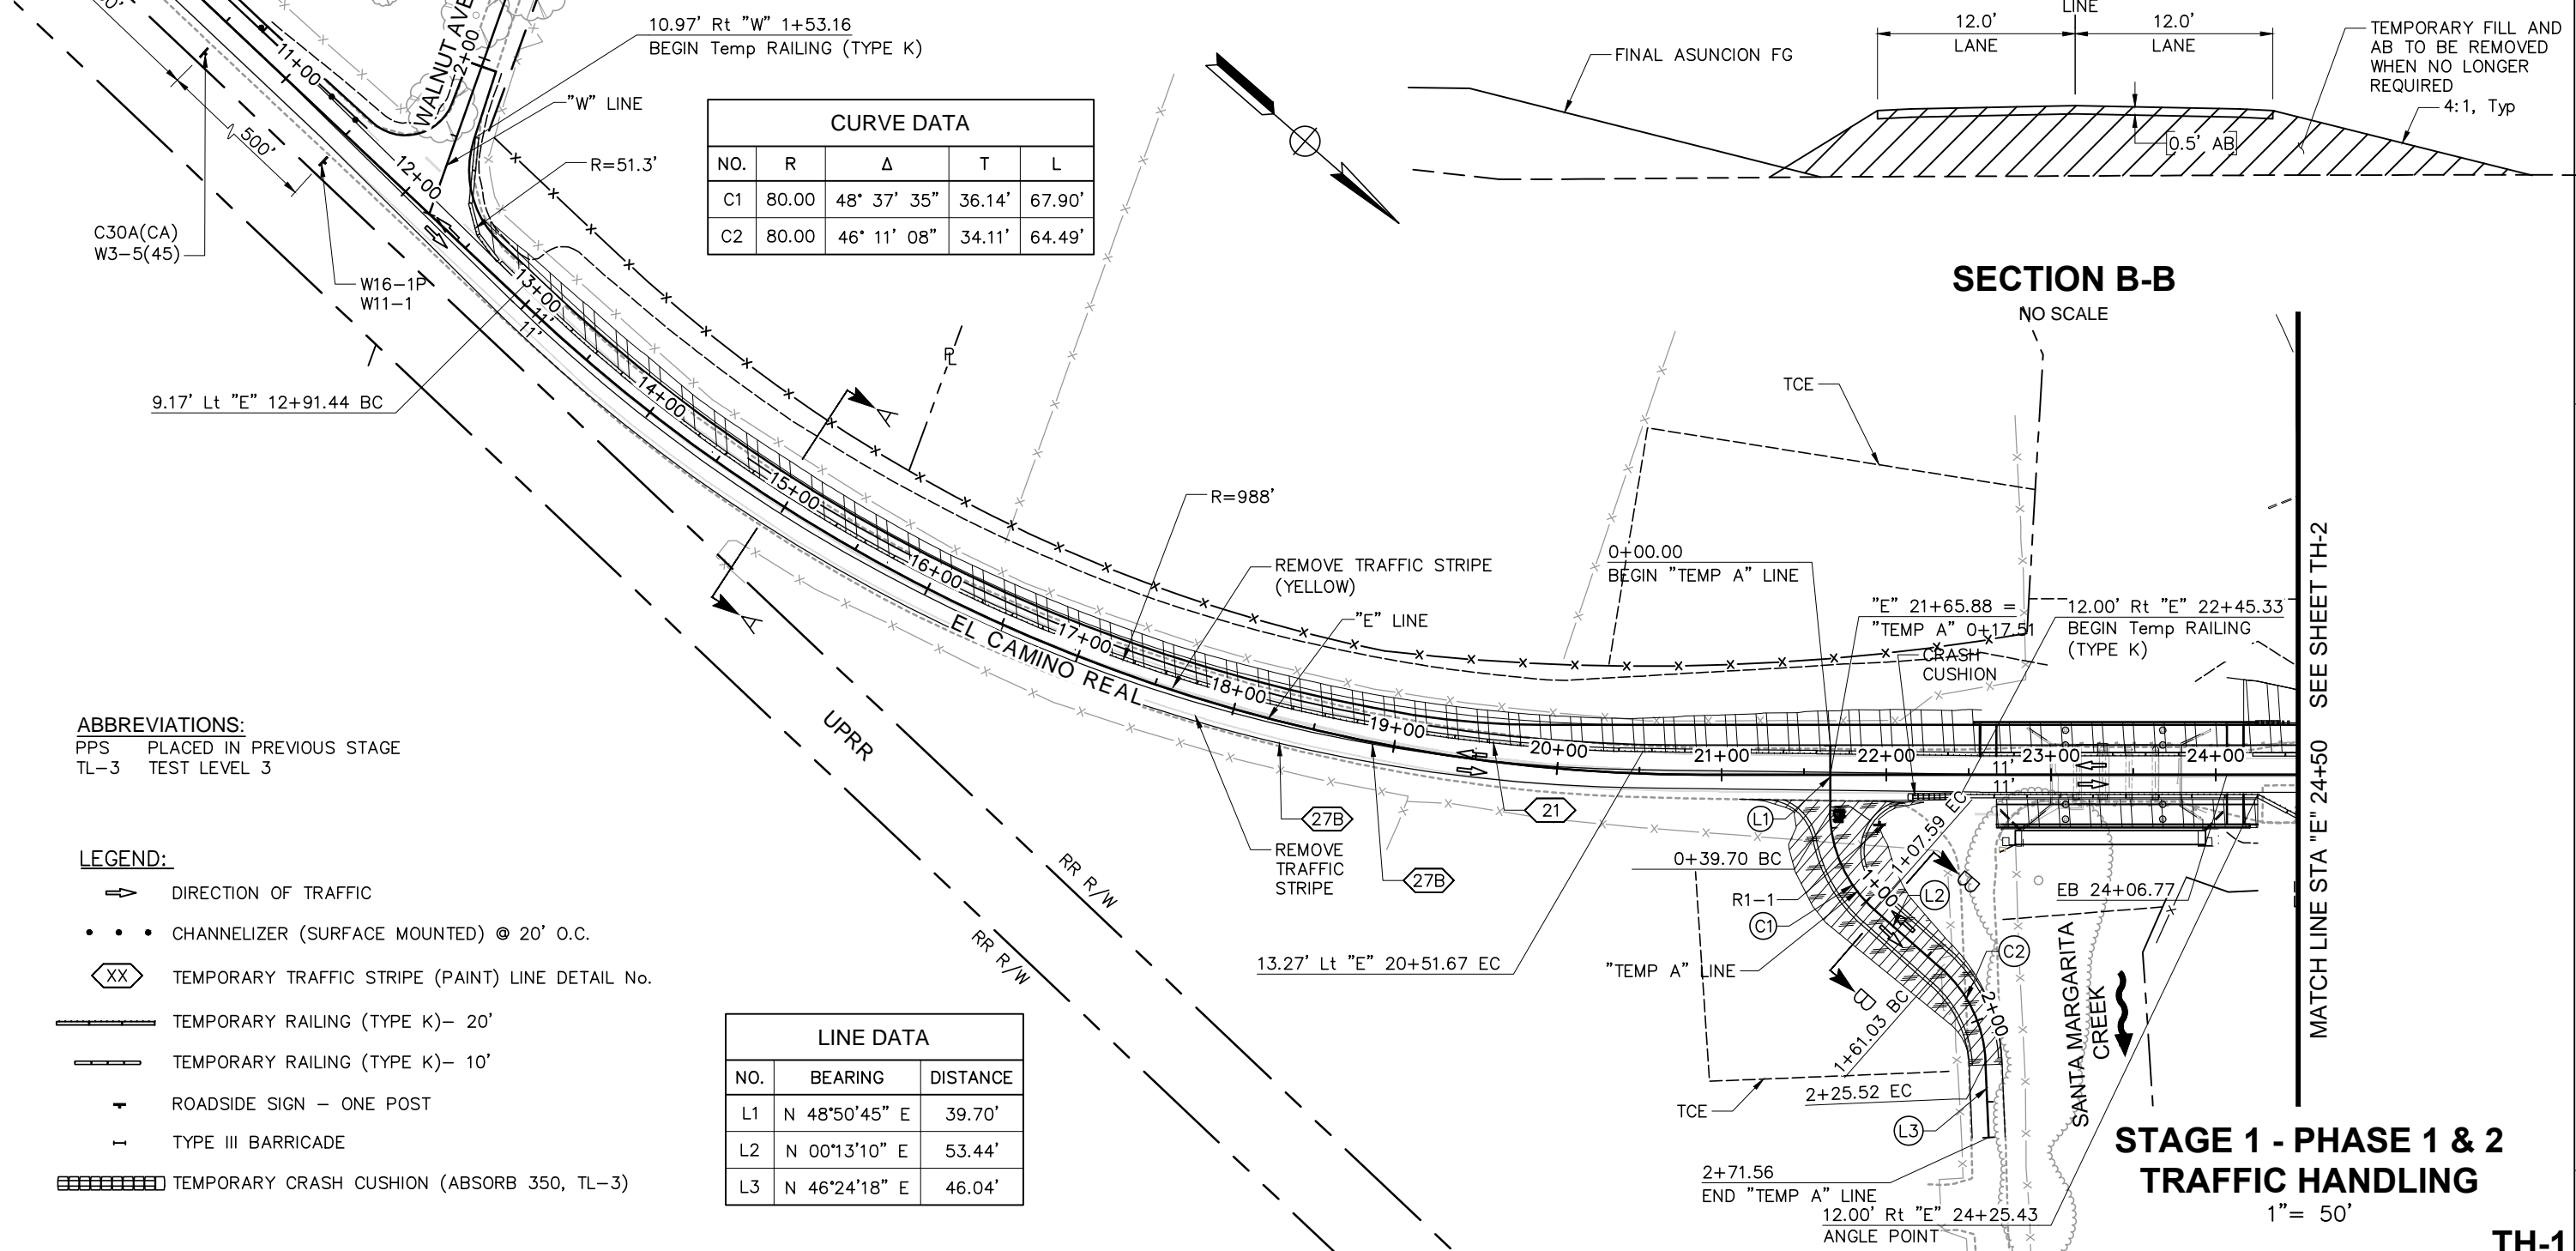 WALNUT AVE
2+00
11+00
12+00
500'
10.97' Rt "W" 1+53.16
BEGIN Temp RAILING (TYPE K)
"W" LINE
R=51.3'
C30A(CA)
W3-5(45)
W16-1P
W11-1
13+00
11'
11'
9.17' Lt "E" 12+91.44 BC
CURVE DATA
NO. R Δ T L
C1 80.00 48° 37' 35" 36.14' 67.90'
C2 80.00 46° 11' 08" 34.11' 64.49'
LINE
12.0' 12.0'
LANE LANE
FINAL ASUNCION FG
TEMPORARY FILL AND
AB TO BE REMOVED
WHEN NO LONGER
REQUIRED
4:1, Typ
0.5' AB
SECTION B-B
NO SCALE
14+00
15+00
16+00
17+00
18+00
19+00
20+00
21+00
22+00
23+00
24+00
11'
11'
A
A
PL
R=988'
REMOVE TRAFFIC STRIPE
(YELLOW)
"E" LINE
EL CAMINO REAL
UPRR
RR R/W
RR R/W
TCE
0+00.00
BEGIN "TEMP A" LINE
"E" 21+65.88 =
"TEMP A" 0+17.51
CRASH
CUSHION
12.00' Rt "E" 22+45.33
BEGIN Temp RAILING
(TYPE K)
MATCH LINE STA "E" 24+50 SEE SHEET TH-2
27B
27B
21
REMOVE
TRAFFIC
STRIPE
13.27' Lt "E" 20+51.67 EC
L1
0+39.70 BC
R1-1
C1
"TEMP A" LINE
1+00
1+07.59 EC
B
B
L2
C2
1+61.03 BC
2+00
2+25.52 EC
TCE
L3
2+71.56
END "TEMP A" LINE
12.00' Rt "E" 24+25.43
ANGLE POINT
EB 24+06.77
SANTA MARGARITA
CREEK
ABBREVIATIONS:
PPS PLACED IN PREVIOUS STAGE
TL-3 TEST LEVEL 3
LEGEND:
DIRECTION OF TRAFFIC
CHANNELIZER (SURFACE MOUNTED) @ 20' O.C.
XX TEMPORARY TRAFFIC STRIPE (PAINT) LINE DETAIL No.
TEMPORARY RAILING (TYPE K)- 20'
TEMPORARY RAILING (TYPE K)- 10'
ROADSIDE SIGN - ONE POST
TYPE III BARRICADE
TEMPORARY CRASH CUSHION (ABSORB 350, TL-3)
LINE DATA
NO. BEARING DISTANCE
L1 N 48°50'45" E 39.70'
L2 N 00°13'10" E 53.44'
L3 N 46°24'18" E 46.04'
STAGE 1 - PHASE 1 & 2
TRAFFIC HANDLING
1"= 50'
TH-1